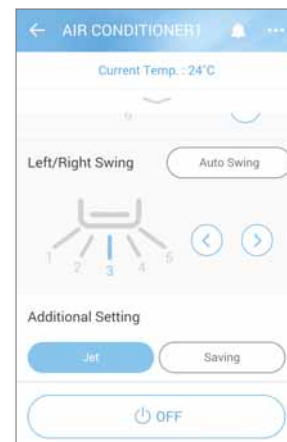 AIR CONDITIONER1
Current Temp. : 24°C
6
Left/Right Swing
Auto Swing
1 2 3 4 5
Additional Setting
Jet
Saving
OFF